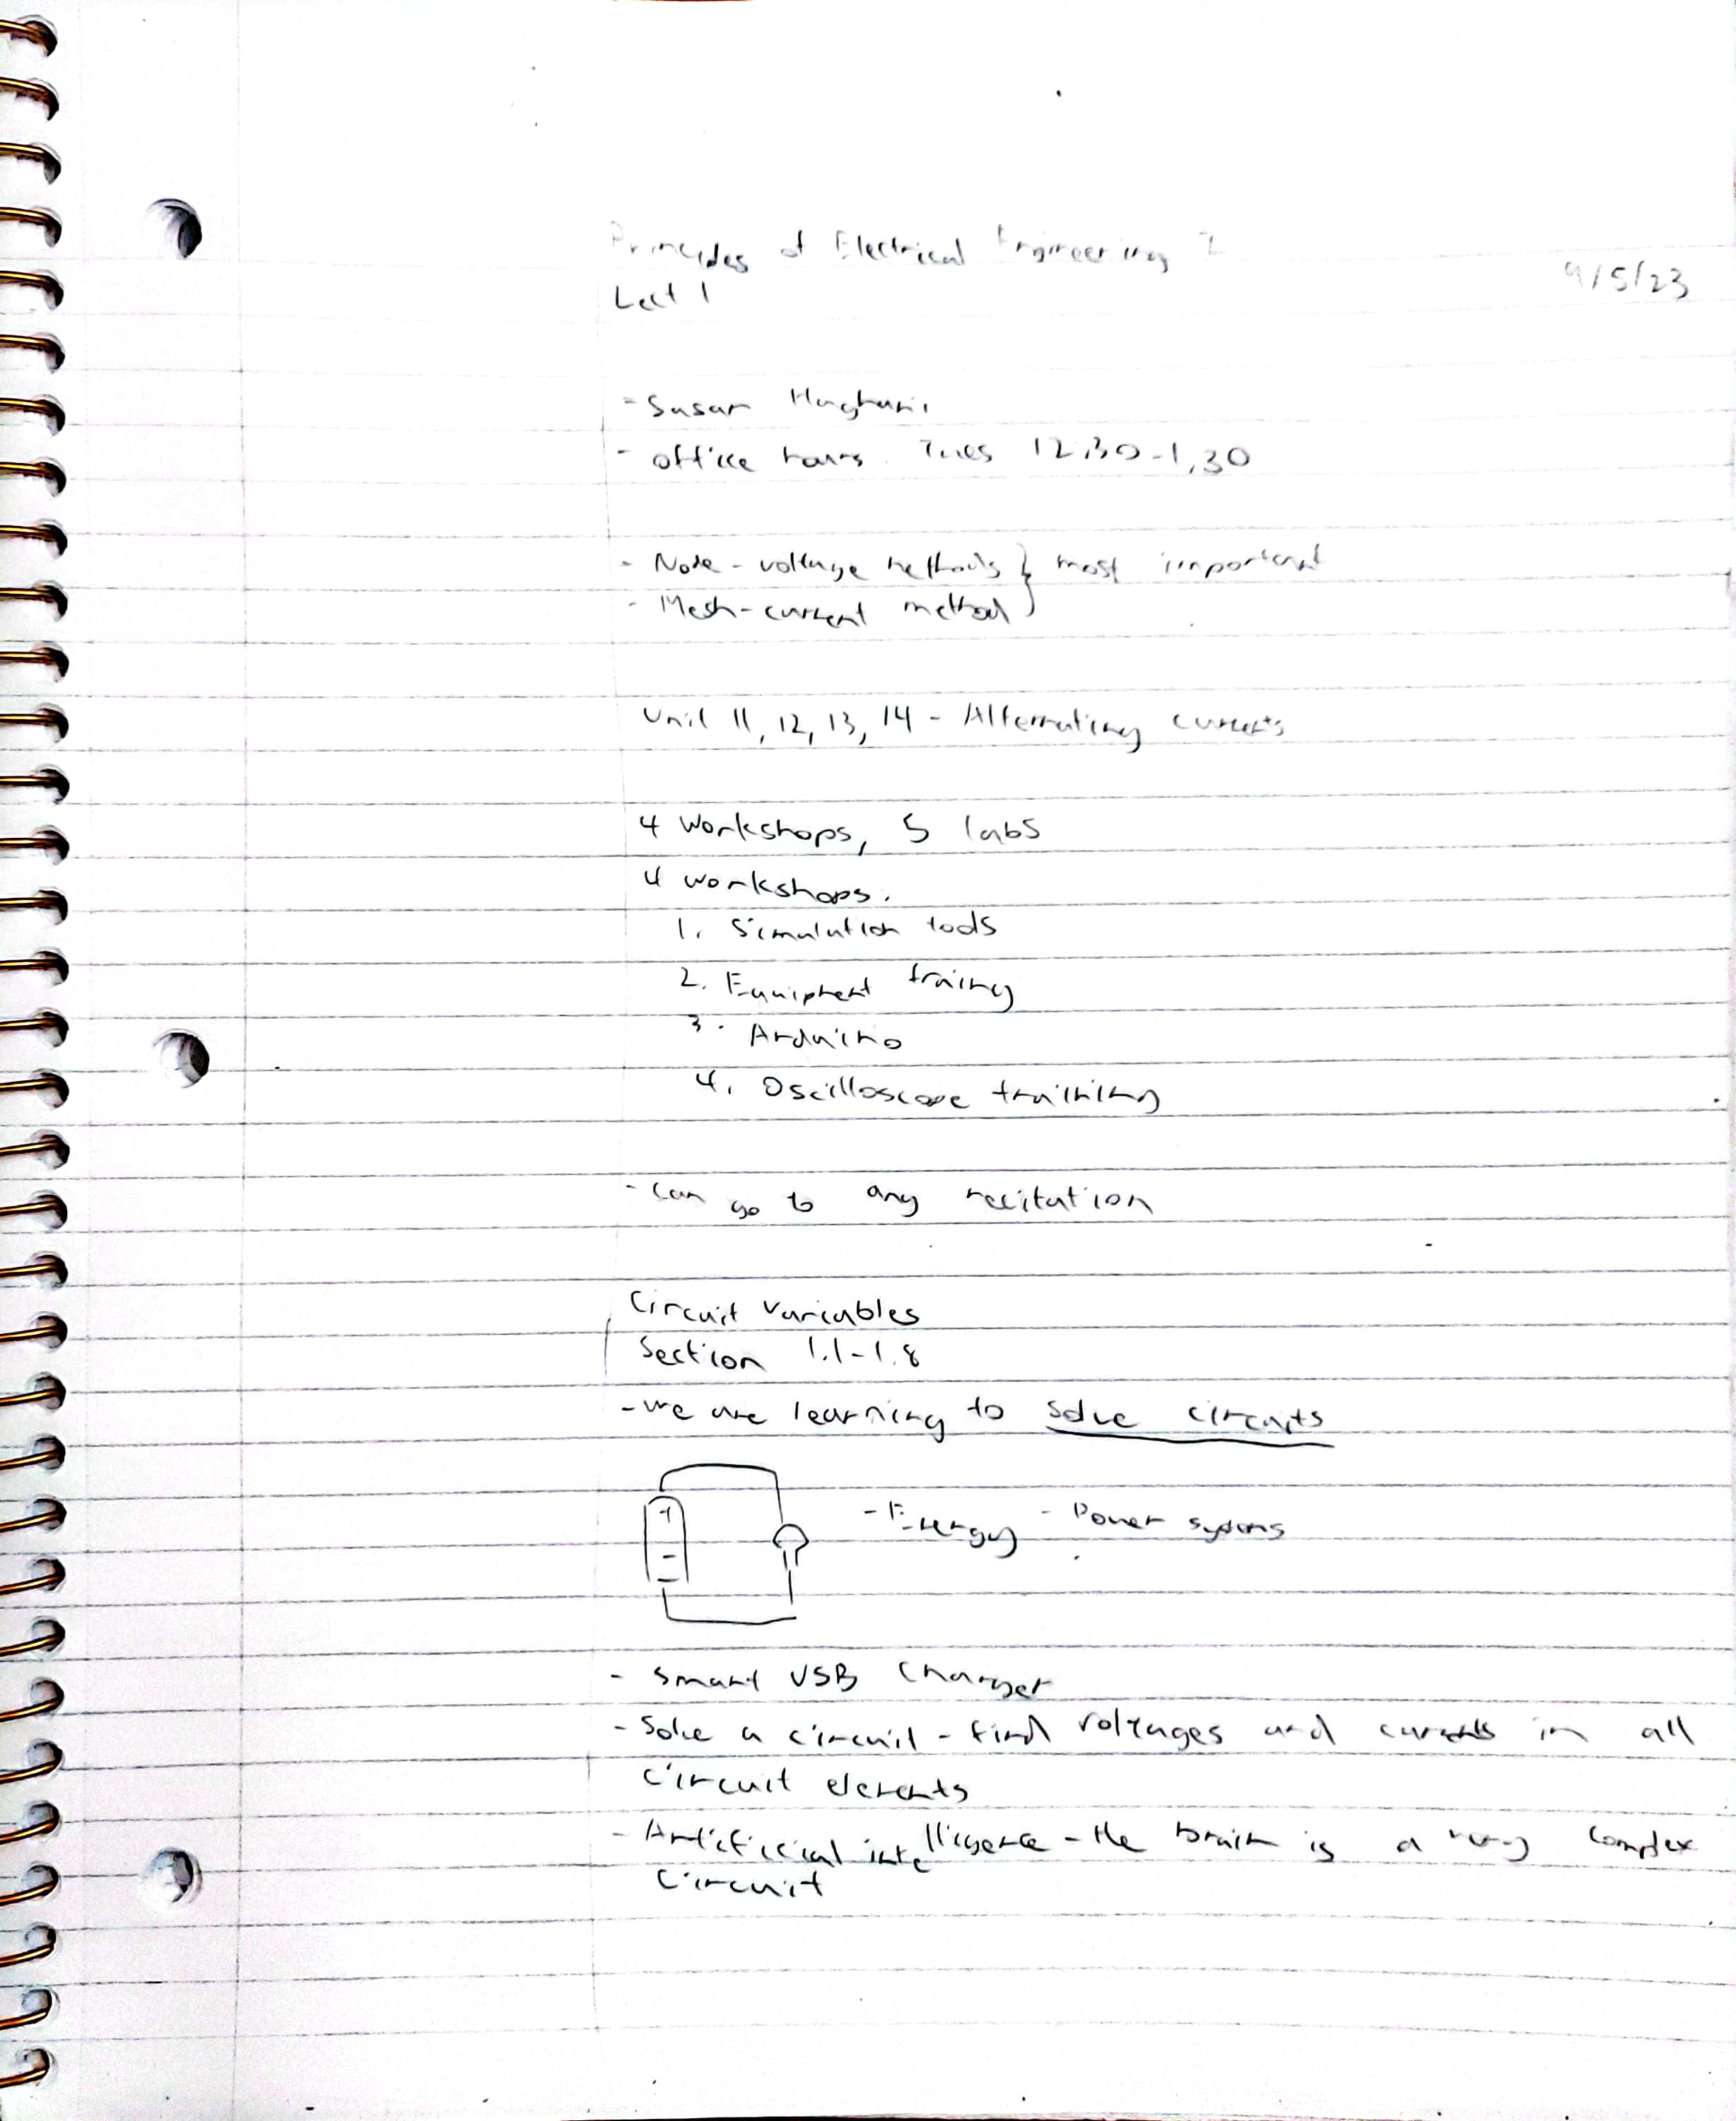 Principles of Electrical Engineering I
9/5/23
Lect 1
- Susan
- office hours. Tues 12:30-1:30
- Node-voltage methods } most important
- Mesh-current method
Unit 11, 12, 13, 14 - Alternating currents
4 workshops, 5 labs
4 workshops:
1. Simulation tools
2. Equipment training
3. Arduino
4. Oscilloscope training
- can go to any recitation
Circuit Variables
Section 1.1-1.8
- we are learning to solve circuits
+
-
- Energy - Power systems
- Smart USB Charger
- Solve a circuit - find voltages and currents in all
circuit elements
- Artificial intelligence - the brain is a very complex
circuit